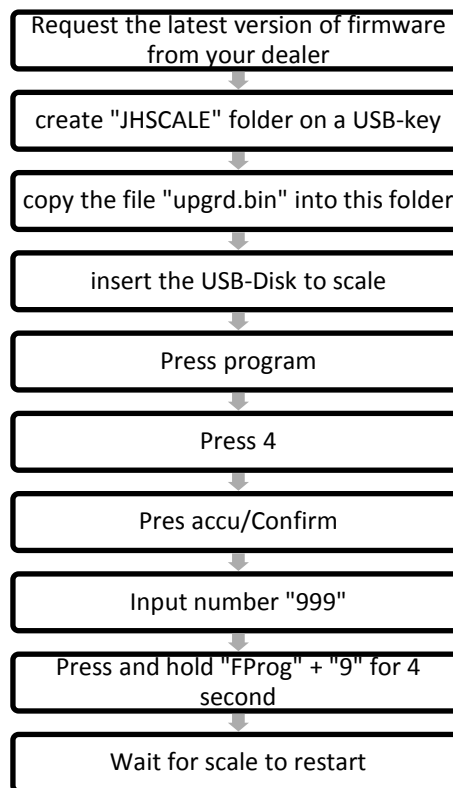 Request the latest version of firmware
from your dealer
create "JHSCALE" folder on a USB-key
copy the file "upgrd.bin" into this folder
insert the USB-Disk to scale
Press program
Press 4
Pres accu/Confirm
Input number "999"
Press and hold "FProg" + "9" for 4
second
Wait for scale to restart